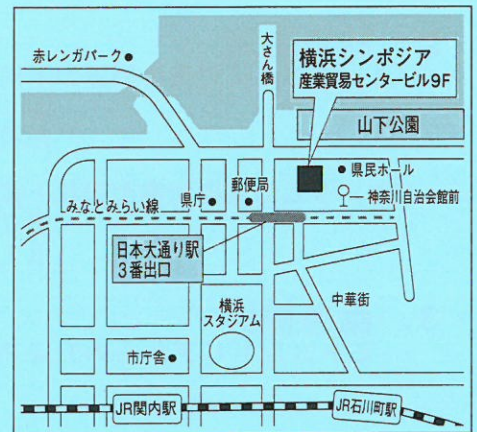 赤レンガパーク
大さん橋
横浜シンポジア
産業貿易センタービル9F
山下公園
県民ホール
神奈川自治会館前
郵便局
県庁
みなとみらい線
日本大通り駅
3番出口
横浜
スタジアム
中華街
市庁舎
JR関内駅
JR石川町駅